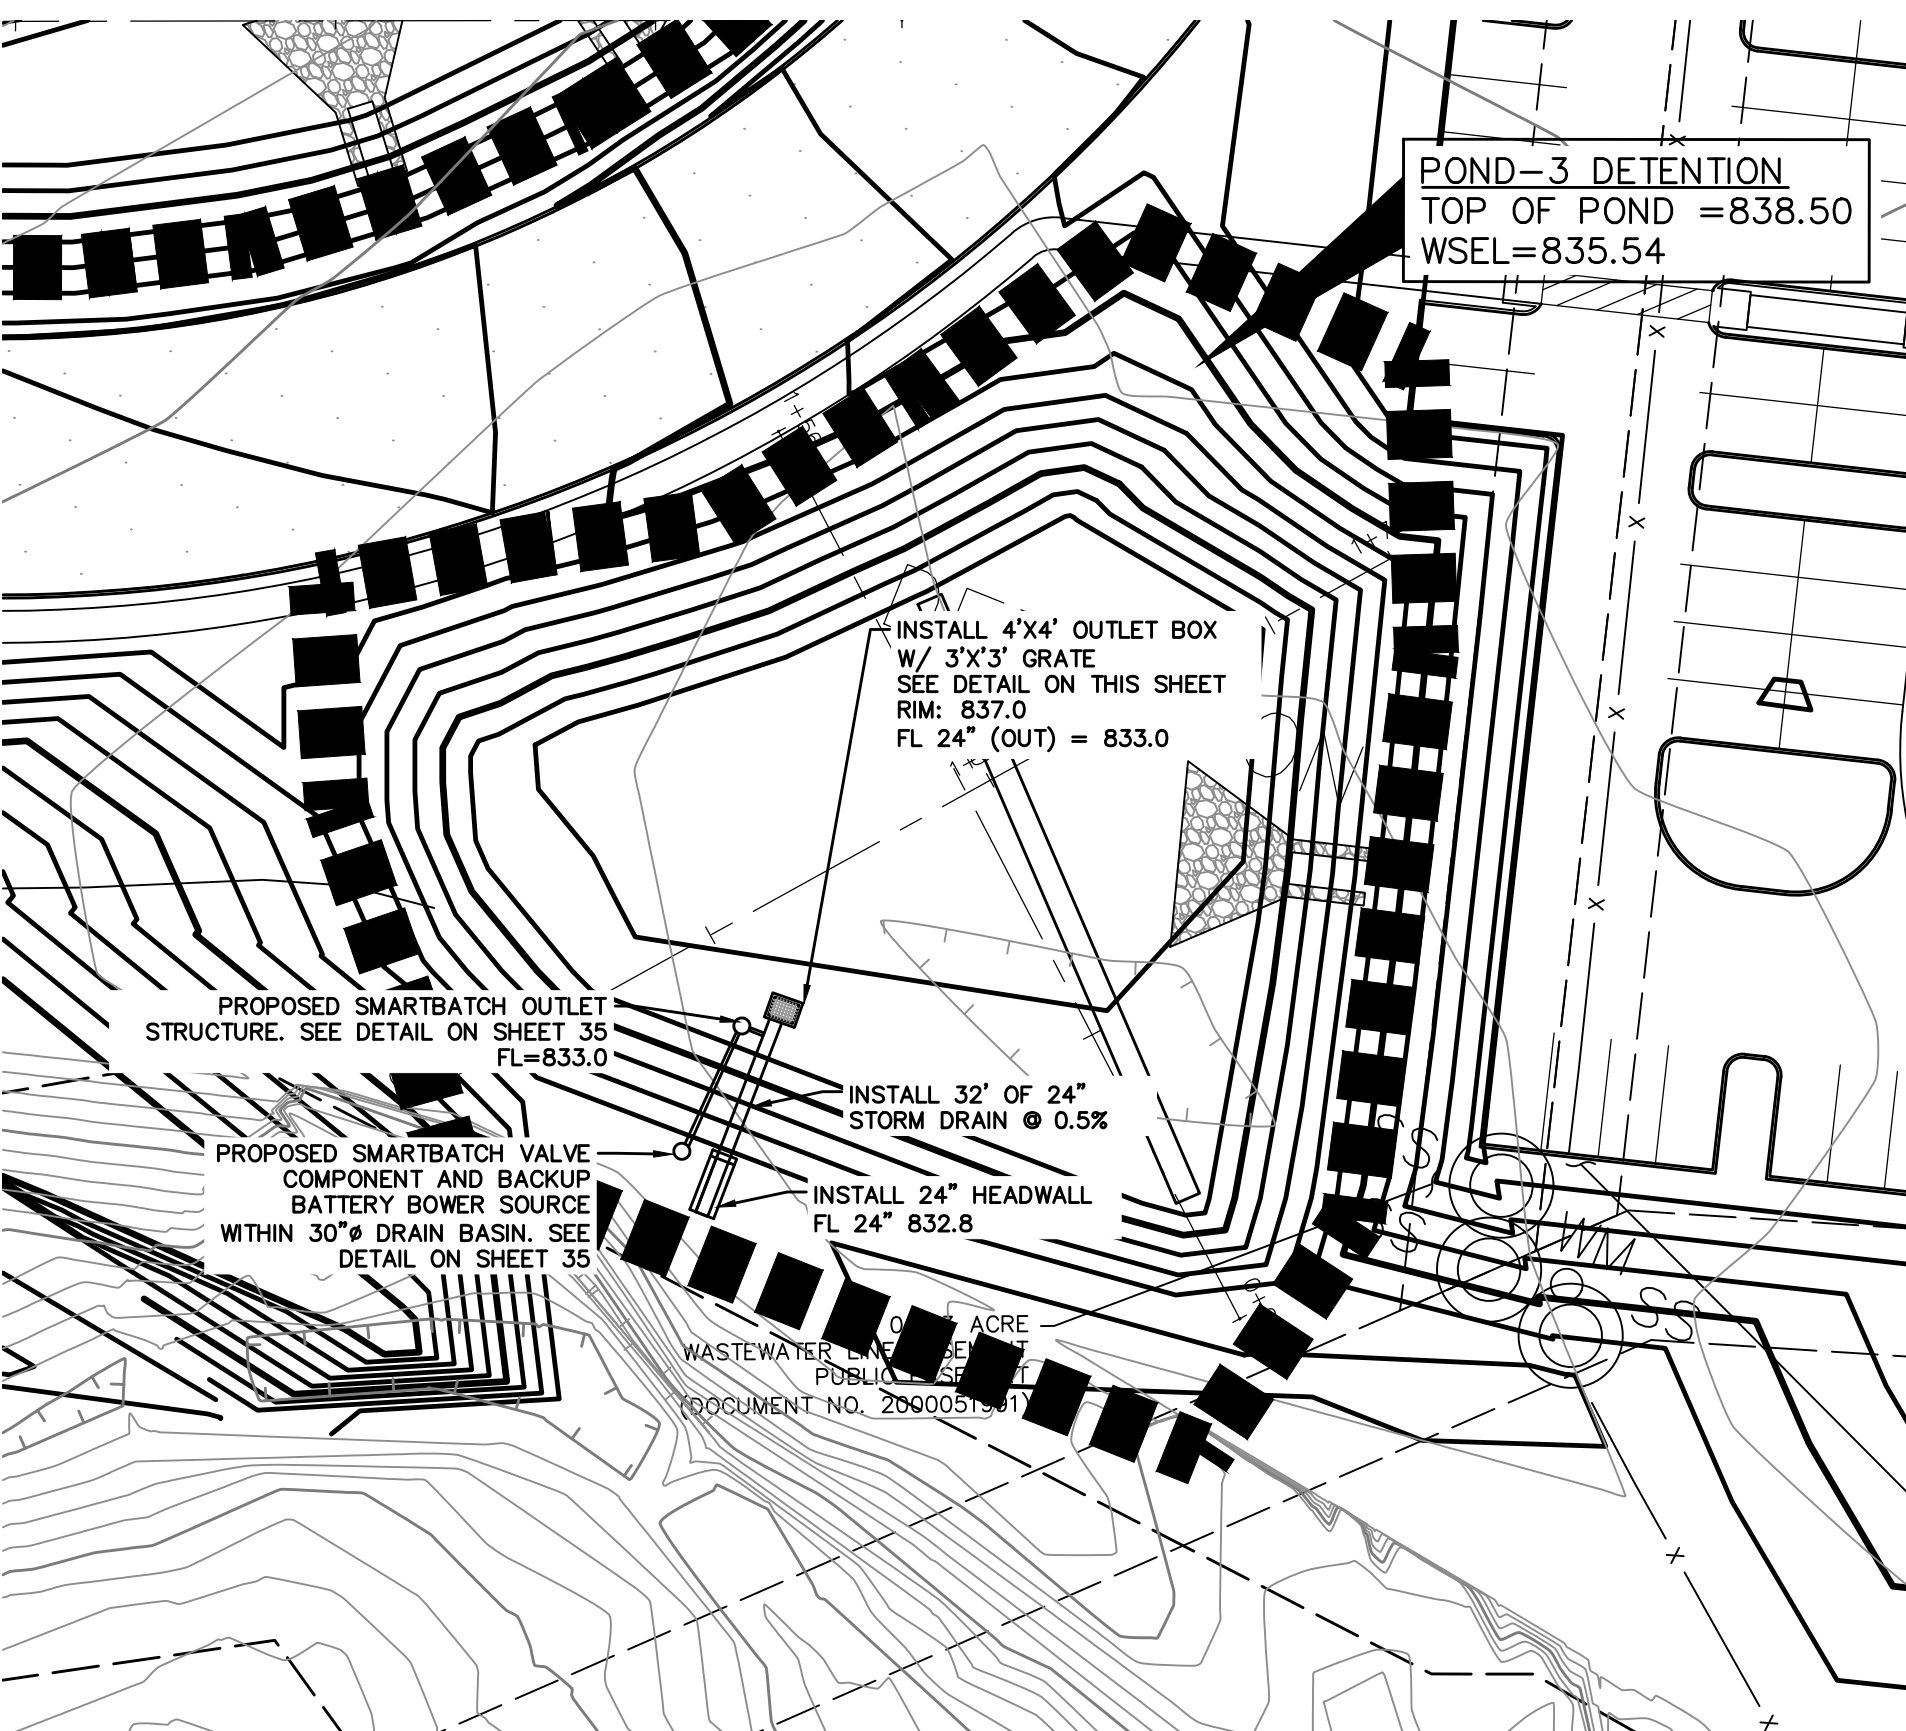 POND-3 DETENTION
TOP OF POND =838.50
WSEL=835.54
INSTALL 4'X4' OUTLET BOX
W/ 3'X'3' GRATE
SEE DETAIL ON THIS SHEET
RIM: 837.0
FL 24" (OUT) = 833.0
PROPOSED SMARTBATCH OUTLET
STRUCTURE. SEE DETAIL ON SHEET 35
FL=833.0
INSTALL 32' OF 24"
STORM DRAIN @ 0.5%
PROPOSED SMARTBATCH VALVE
COMPONENT AND BACKUP
BATTERY BOWER SOURCE
WITHIN 30"ø DRAIN BASIN. SEE
DETAIL ON SHEET 35
INSTALL 24" HEADWALL
FL 24" 832.8
ACRE
WASTEWATER LINE
PUBLIC
(DOCUMENT NO.
SS
SS
WW
SS
X
X
X
X
X
X
X